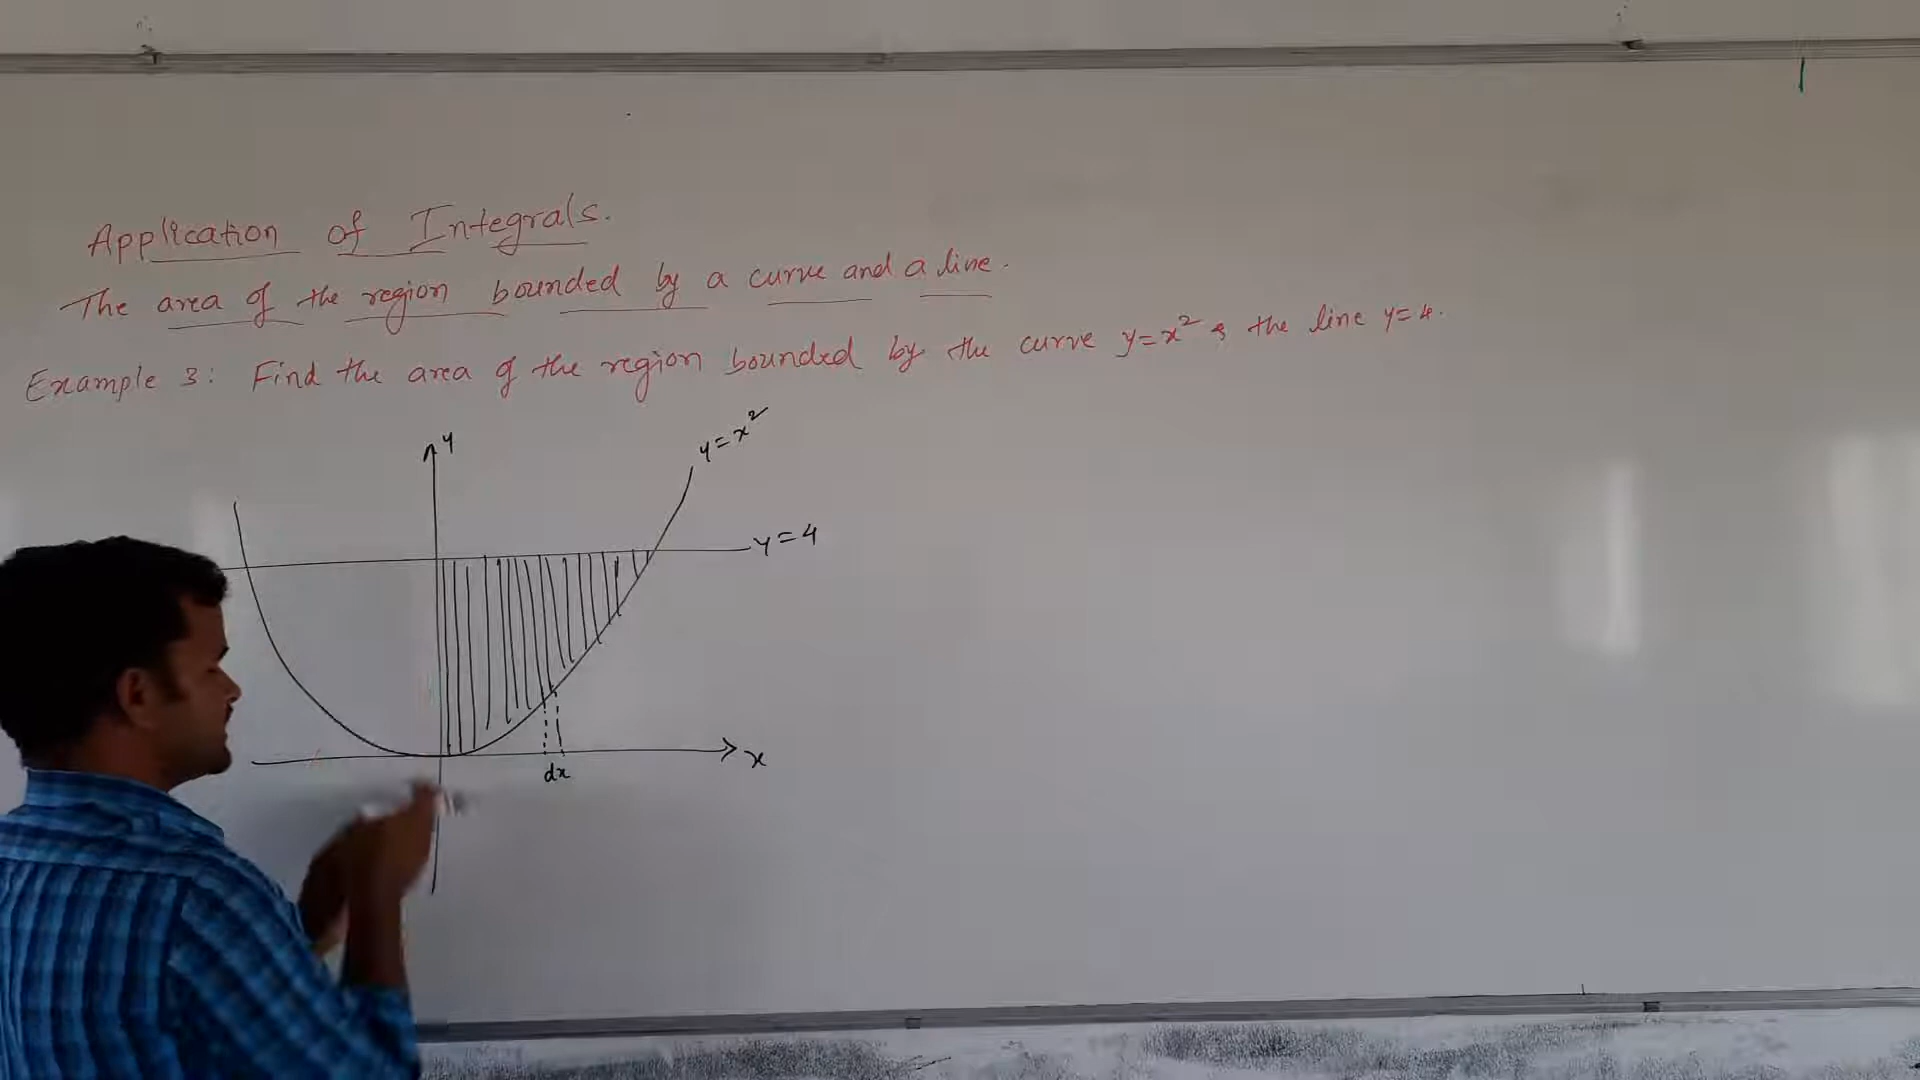 Application of Integrals.
The area of the region bounded by a curve and a line.
Example 3: Find the area of the region bounded by the curve y=x² & the line y=4.
y
y=x²
y=4
x
dx